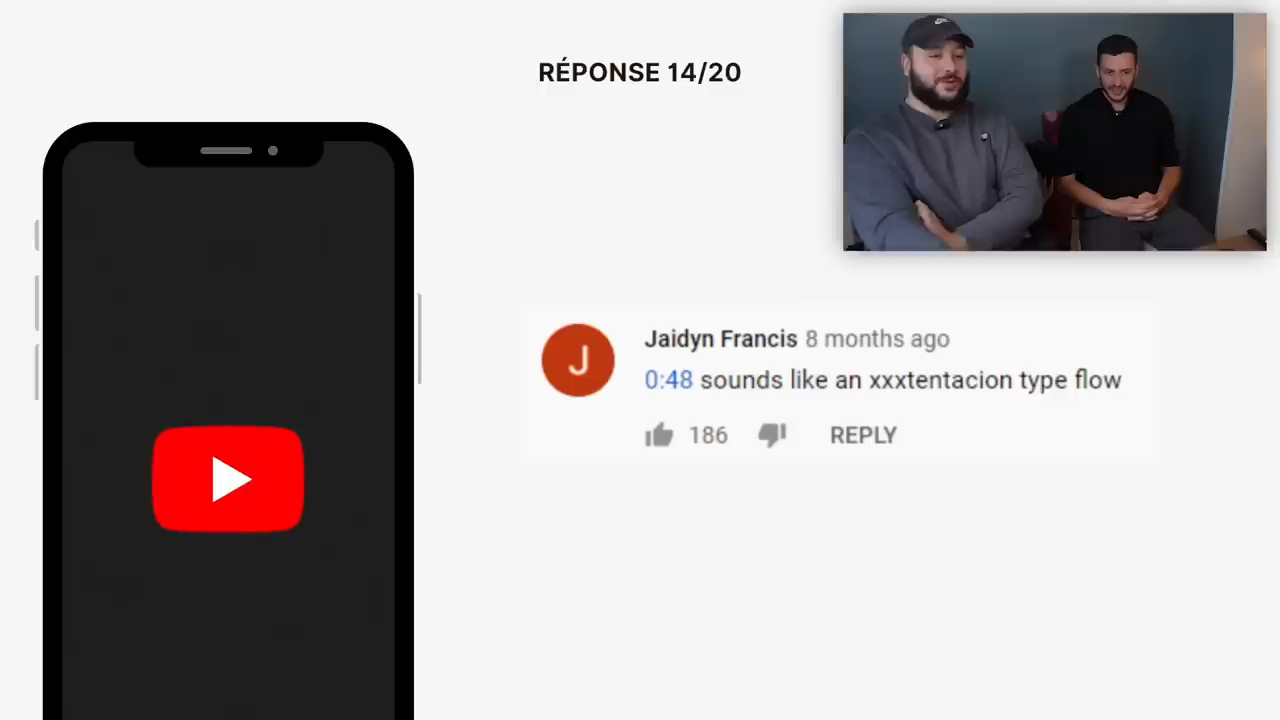 RÉPONSE 14/20
J
Jaidyn Francis 8 months ago
0:48 sounds like an xxxtentacion type flow
186 REPLY